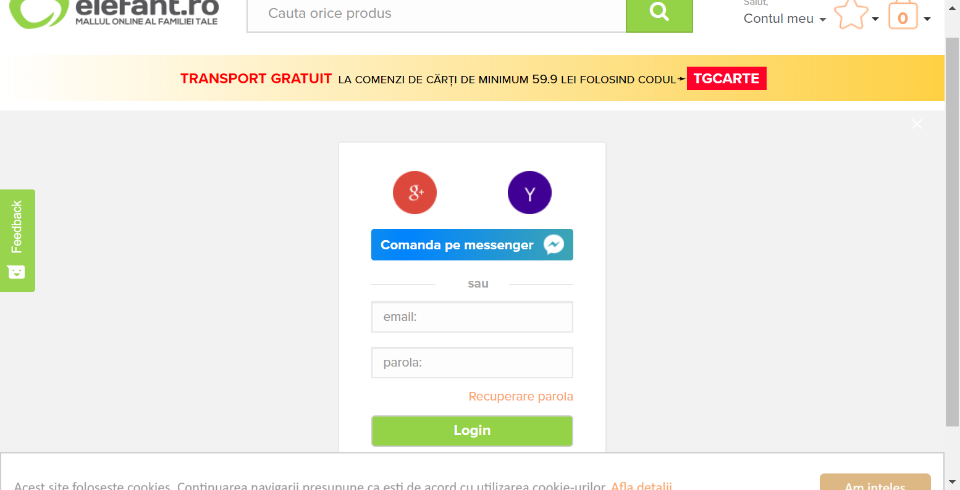 elefant.ro
MALLUL ONLINE AL FAMILIEI TALE
Cauta orice produs
Salut,
Contul meu
0
TRANSPORT GRATUIT LA COMENZI DE CĂRȚI DE MINIMUM 59.9 LEI FOLOSIND CODUL TGCARTE
Feedback
g+
Y
Comanda pe messenger
sau
email:
parola:
Recuperare parola
Login
Acest site foloseste cookies. Continuarea navigarii presupune ca esti de acord cu utilizarea cookie-urilor. Afla detalii
Am inteles